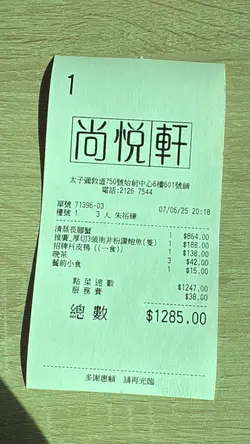 1
尚悅軒
太子彌敦道750號始創中心6樓601號舖
電話:2126 7544
單號 71396-03 07/06/25 20:18
檯號 1 3 人 朱裕輝
清蒸長腳蟹 1 $864.00
推廣_厚切3頭南非粉讚鮑魚(隻) 1 $188.00
招牌片皮鴨 ((一食)) 1 $138.00
晚茶 3 $42.00
餐前小食 1 $15.00
點菜總數 $1247.00
服務費 $38.00
總數 $1285.00
多謝惠顧 請再光臨